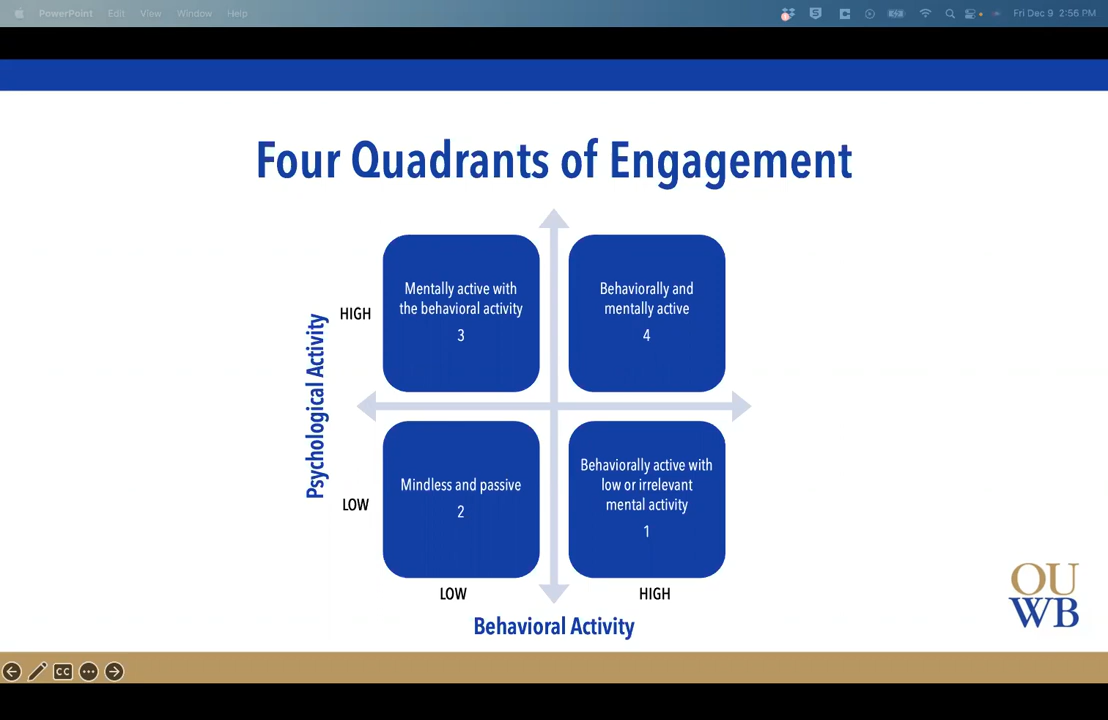 PowerPoint Edit View Window Help
Fri Dec 9 2:56 PM
Four Quadrants of Engagement
Psychological Activity
HIGH
Mentally active with
the behavioral activity
3
Behaviorally and
mentally active
4
LOW
Mindless and passive
2
Behaviorally active with
low or irrelevant
mental activity
1
LOW
HIGH
Behavioral Activity
OU
WB
CC